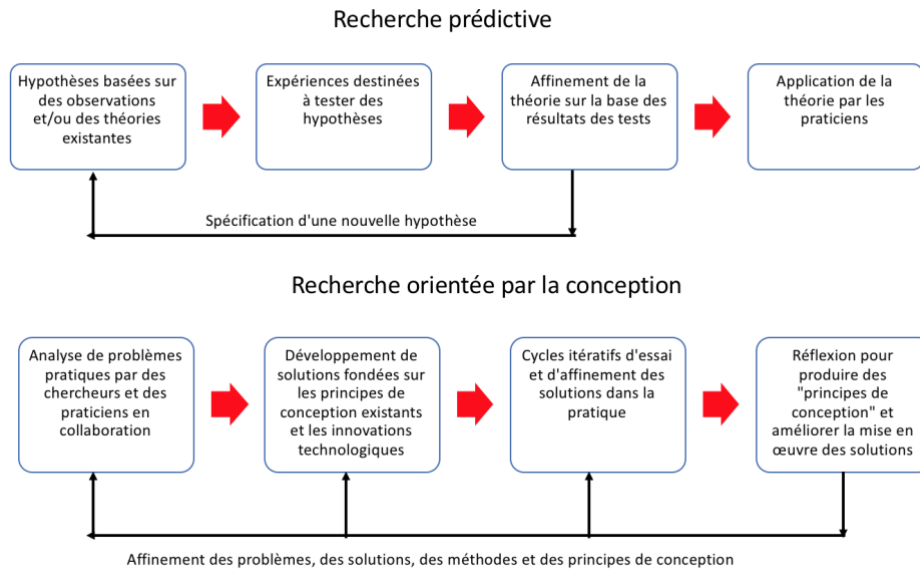 Recherche prédictive
Hypothèses basées sur
des observations
et/ou des théories
existantes
Expériences destinées
à tester des
hypothèses
Affinement de la
théorie sur la base des
résultats des tests
Application de la
théorie par les
praticiens
Spécification d'une nouvelle hypothèse
Recherche orientée par la conception
Analyse de problèmes
pratiques par des
chercheurs et des
praticiens en
collaboration
Développement de
solutions fondées sur
les principes de
conception existants
et les innovations
technologiques
Cycles itératifs d'essai
et d'affinement des
solutions dans la
pratique
Réflexion pour
produire des
"principes de
conception" et
améliorer la mise en
œuvre des solutions
Affinement des problèmes, des solutions, des méthodes et des principes de conception